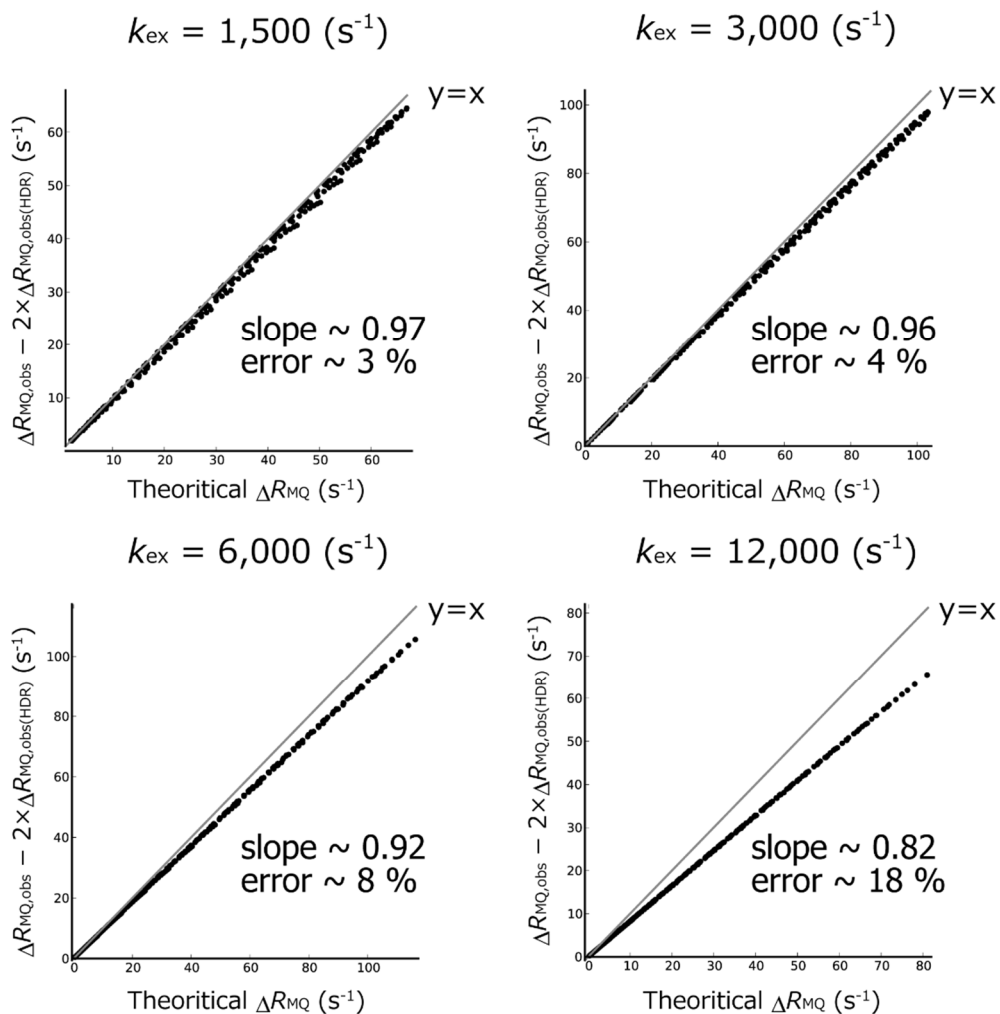 kex = 1,500 (s-1)
y=x
ΔRMQ,obs − 2×ΔRMQ,obs(HDR) (s-1)
60
50
40
30
20
10
slope ~ 0.97
error ~ 3 %
10 20 30 40 50 60
Theoritical ΔRMQ (s-1)
kex = 3,000 (s-1)
y=x
ΔRMQ,obs − 2×ΔRMQ,obs(HDR) (s-1)
100
80
60
40
20
0
slope ~ 0.96
error ~ 4 %
0 20 40 60 80 100
Theoritical ΔRMQ (s-1)
kex = 6,000 (s-1)
y=x
ΔRMQ,obs − 2×ΔRMQ,obs(HDR) (s-1)
100
80
60
40
20
0
slope ~ 0.92
error ~ 8 %
0 20 40 60 80 100
Theoritical ΔRMQ (s-1)
kex = 12,000 (s-1)
y=x
ΔRMQ,obs − 2×ΔRMQ,obs(HDR) (s-1)
80
70
60
50
40
30
20
10
0
slope ~ 0.82
error ~ 18 %
0 10 20 30 40 50 60 70 80
Theoritical ΔRMQ (s-1)